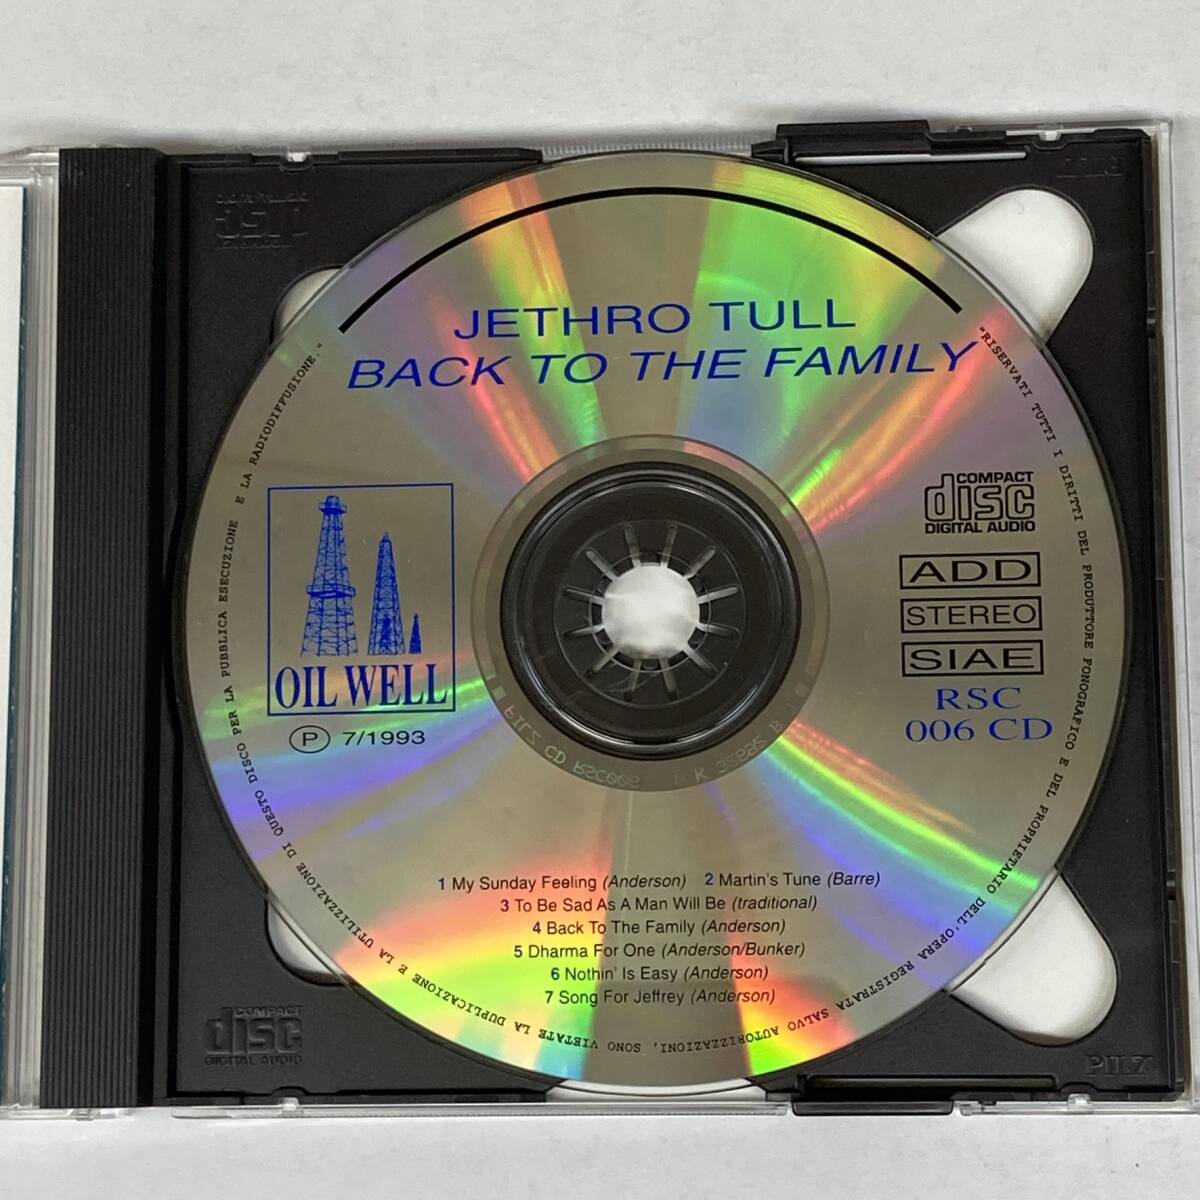 JETHRO TULL
BACK TO THE FAMILY
"RISERVATI TUTTI I DIRITTI DEL PRODUTTORE FONOGRAFICO E DEL PROPRIETARIO DELL'OPERA REGISTRATA SALVO AUTORIZZAZIONI, SONO VIETATE LA DUPLICAZIONE E LA UTILIZZAZIONE DI QUESTO DISCO PER LA PUBBLICA ESECUZIONE E LA RADIODIFFUSIONE."
OIL WELL
P 7/1993
COMPACT
disc
DIGITAL AUDIO
ADD
STEREO
SIAE
RSC
006 CD
PILZ CD RSC006
1 My Sunday Feeling (Anderson) 2 Martin's Tune (Barre)
3 To Be Sad As A Man Will Be (traditional)
4 Back To The Family (Anderson)
5 Dharma For One (Anderson/Bunker)
6 Nothin' Is Easy (Anderson)
7 Song For Jeffrey (Anderson)
COMPACT
disc
DIGITAL AUDIO
PILZ